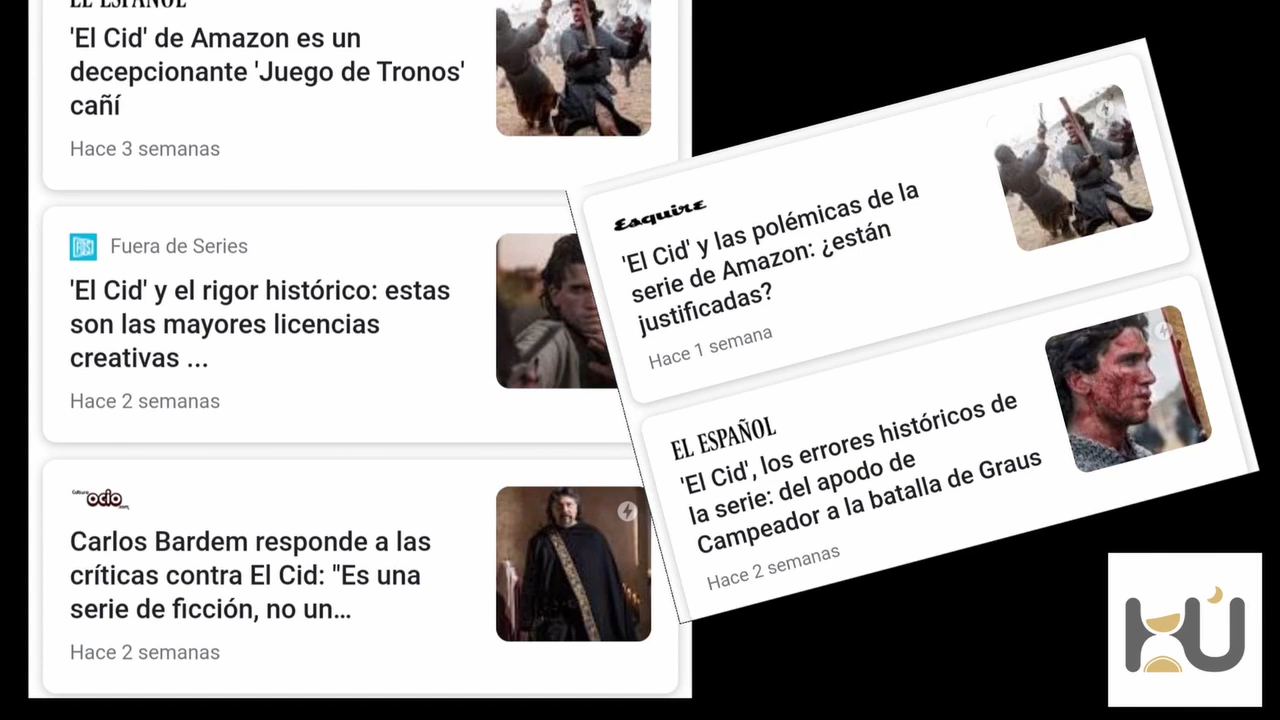 EL ESPAÑOL
'El Cid' de Amazon es un
decepcionante 'Juego de Tronos'
cañí
Hace 3 semanas
Fuera de Series
'El Cid' y el rigor histórico: estas
son las mayores licencias
creativas ...
Hace 2 semanas
ocio
Carlos Bardem responde a las
críticas contra El Cid: "Es una
serie de ficción, no un...
Hace 2 semanas
Esquire
'El Cid' y las polémicas de la
serie de Amazon: ¿están
justificadas?
Hace 1 semana
EL ESPAÑOL
'El Cid', los errores históricos de
la serie: del apodo de
Campeador a la batalla de Graus
Hace 2 semanas
HÚ